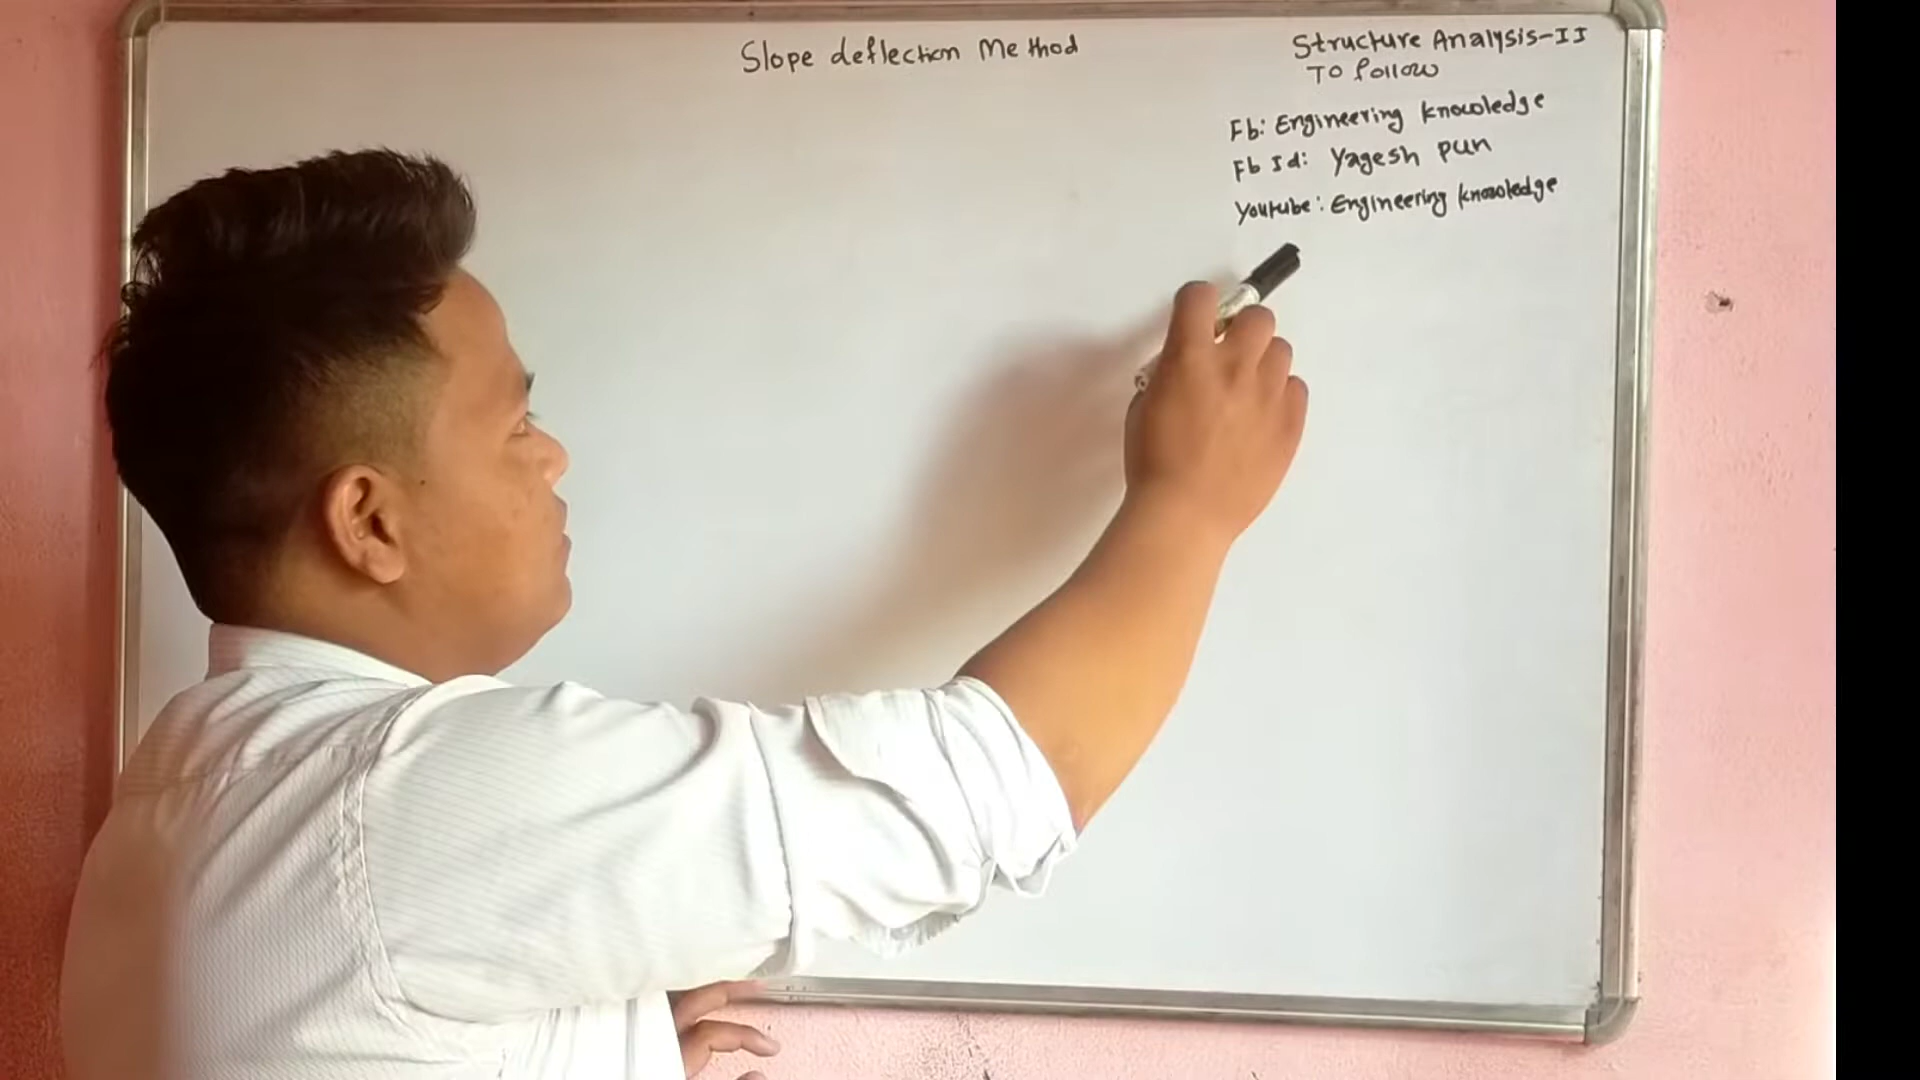 Slope deflection Method
Structure Analysis-II
To follow
Fb: Engineering knowledge
Fb Id: Yagesh pun
Youtube: Engineering knowledge